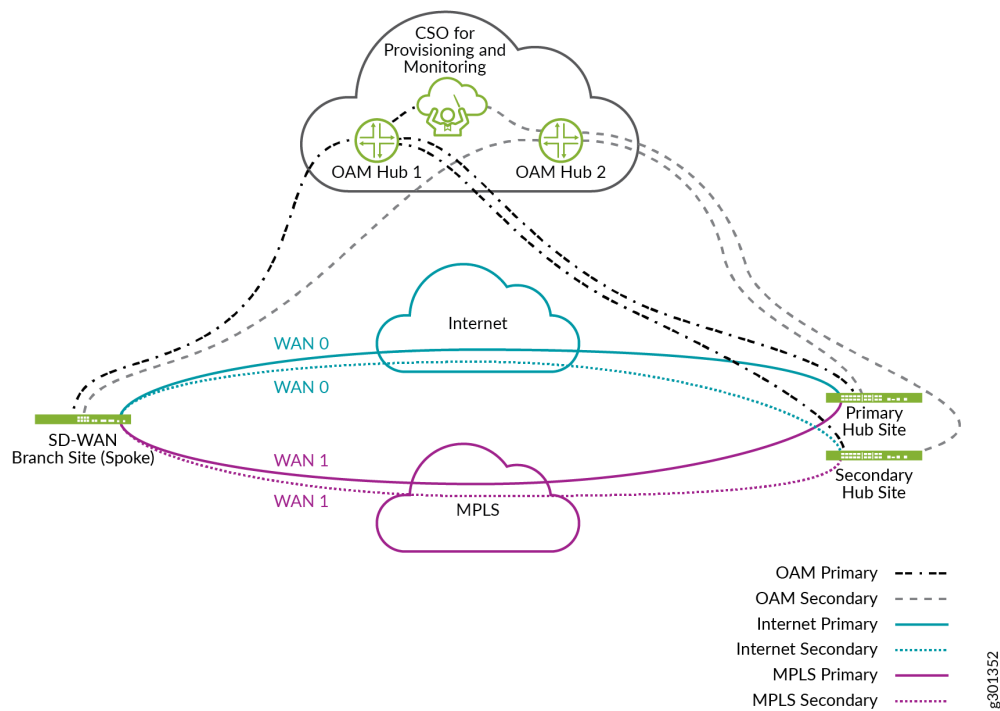 CSO for
Provisioning and
Monitoring
OAM Hub 1
OAM Hub 2
Internet
WAN 0
WAN 0
SD-WAN
Branch Site (Spoke)
Primary
Hub Site
Secondary
Hub Site
WAN 1
WAN 1
MPLS
OAM Primary
OAM Secondary
Internet Primary
Internet Secondary
MPLS Primary
MPLS Secondary
g301352